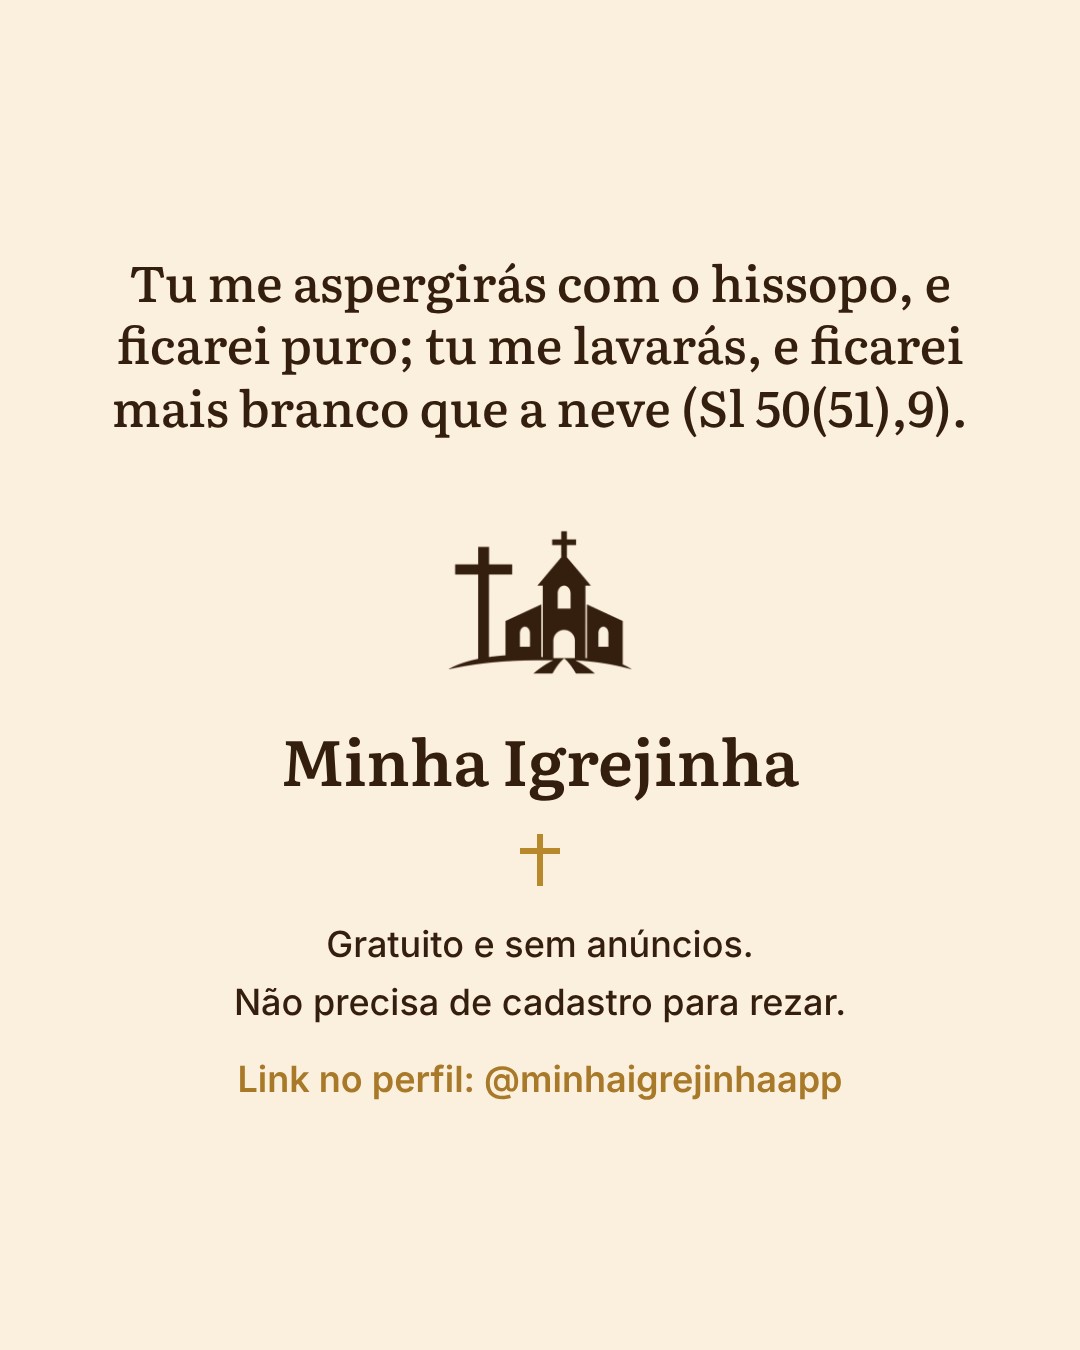 Tu me aspergirás com o hissopo, e
ficarei puro; tu me lavarás, e ficarei
mais branco que a neve (Sl 50(51),9).
Minha Igrejinha
Gratuito e sem anúncios.
Não precisa de cadastro para rezar.
Link no perfil: @minhaigrejinhaapp